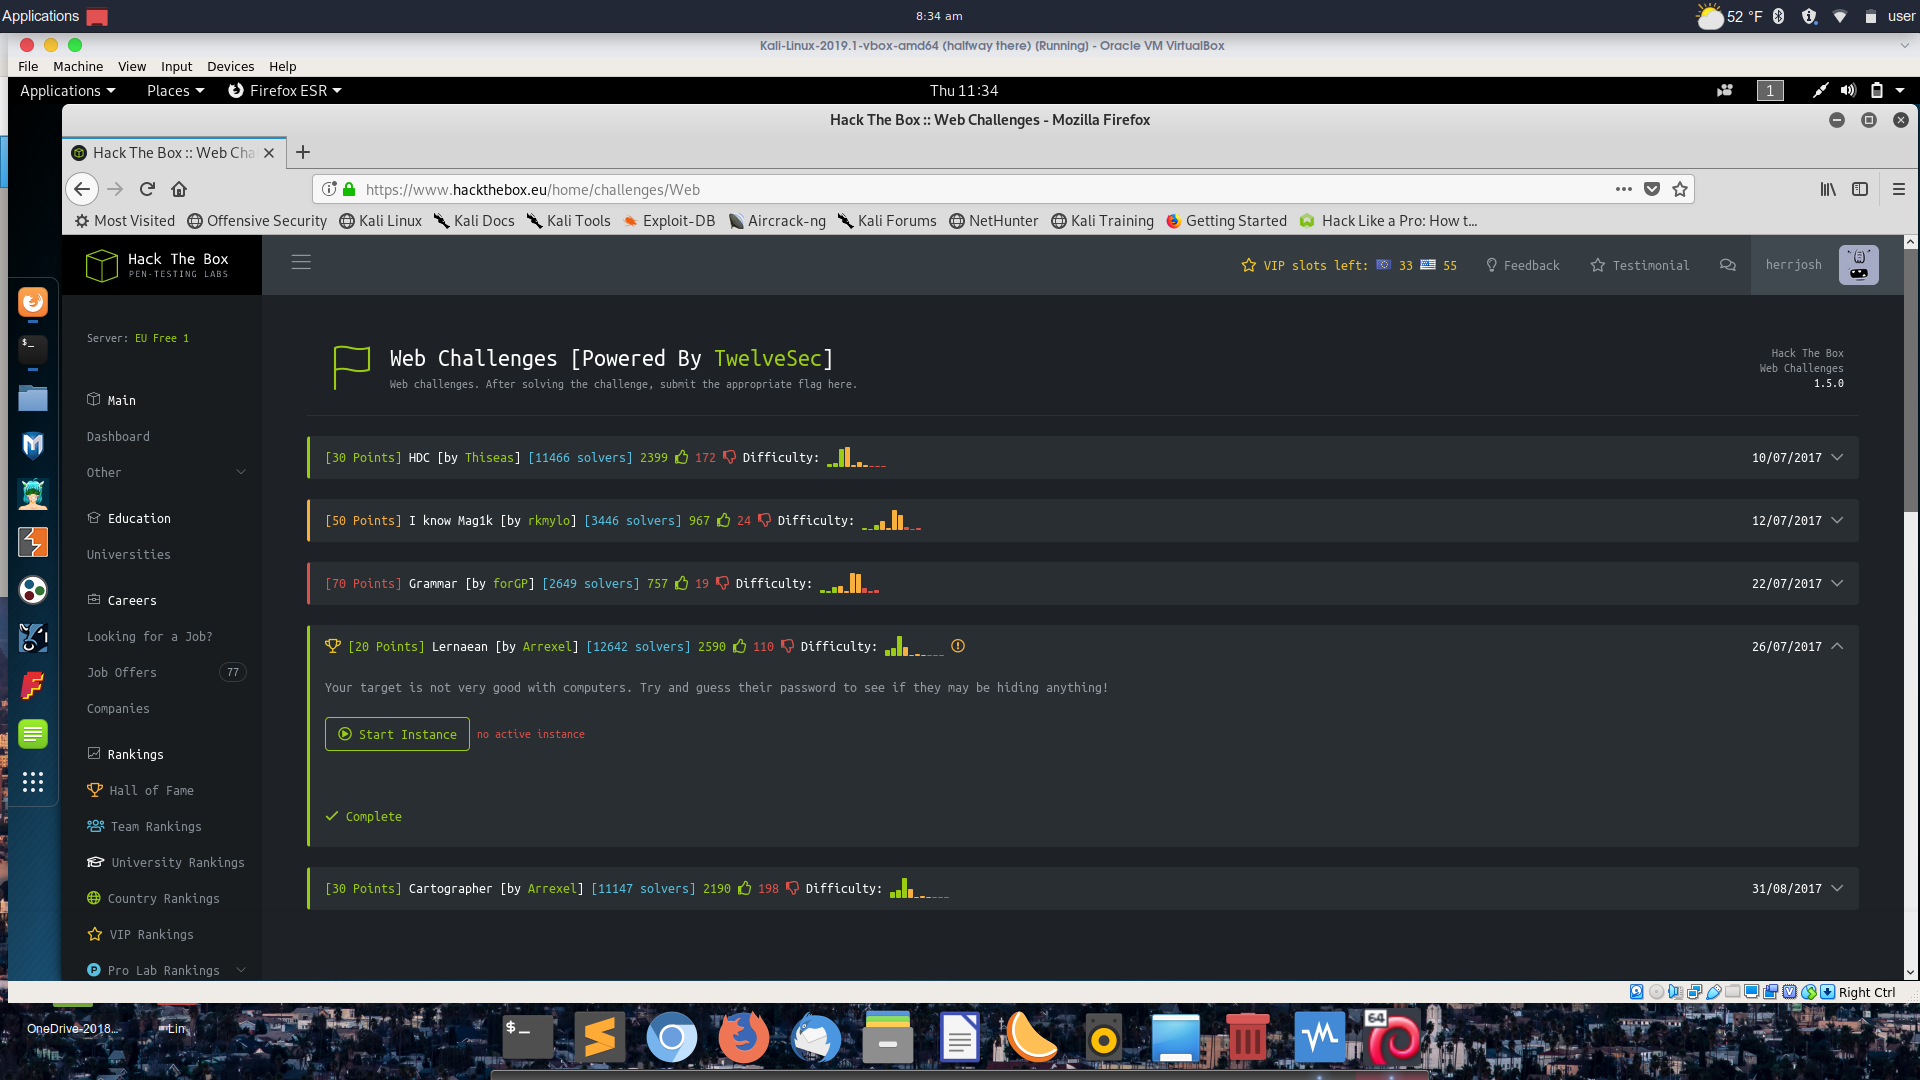 Applications
8:34 am
52 °F
user
Kali-Linux-2019.1-vbox-amd64 (halfway there) [Running] - Oracle VM VirtualBox
File Machine View Input Devices Help
Applications Places Firefox ESR
Thu 11:34
1
Hack The Box :: Web Challenges - Mozilla Firefox
Hack The Box :: Web Cha
https://www.hackthebox.eu/home/challenges/Web
Most Visited Offensive Security Kali Linux Kali Docs Kali Tools Exploit-DB Aircrack-ng Kali Forums NetHunter Kali Training Getting Started Hack Like a Pro: How t...
Hack The Box
PEN-TESTING LABS
VIP slots left: 33 55 Feedback Testimonial herrjosh
Server: EU Free 1
Main
Dashboard
Other
Education
Universities
Careers
Looking for a Job?
Job Offers 77
Companies
Rankings
Hall of Fame
Team Rankings
University Rankings
Country Rankings
VIP Rankings
Pro Lab Rankings
Web Challenges [Powered By TwelveSec]
Web challenges. After solving the challenge, submit the appropriate flag here.
Hack The Box
Web Challenges
1.5.0
[30 Points] HDC [by Thiseas] [11466 solvers] 2399 172 Difficulty: 10/07/2017
[50 Points] I know Mag1k [by rkmylo] [3446 solvers] 967 24 Difficulty: 12/07/2017
[70 Points] Grammar [by forGP] [2649 solvers] 757 19 Difficulty: 22/07/2017
[20 Points] Lernaean [by Arrexel] [12642 solvers] 2590 110 Difficulty: 26/07/2017
Your target is not very good with computers. Try and guess their password to see if they may be hiding anything!
Start Instance no active instance
Complete
[30 Points] Cartographer [by Arrexel] [11147 solvers] 2190 198 Difficulty: 31/08/2017
Right Ctrl
OneDrive-2018...
Lin
64